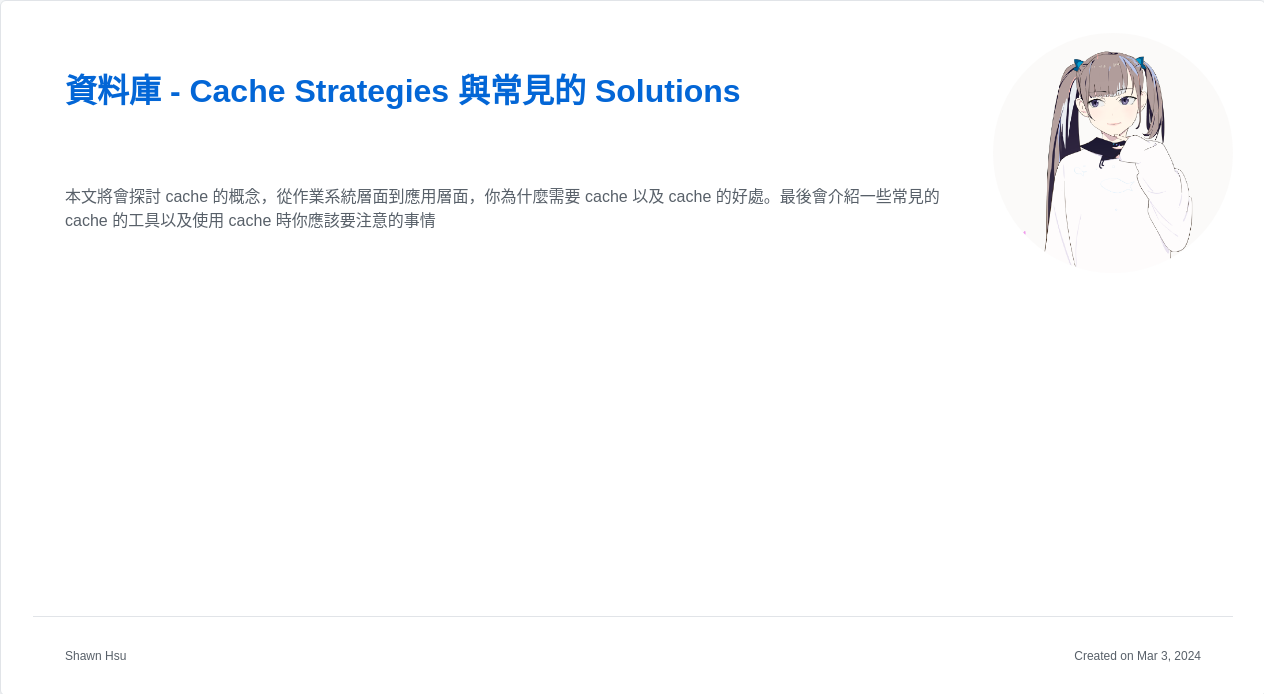 資料庫 - Cache Strategies 與常見的 Solutions
本文將會探討 cache 的概念，從作業系統層面到應用層面，你為什麼需要 cache 以及 cache 的好處。最後會介紹一些常見的
cache 的工具以及使用 cache 時你應該要注意的事情
Shawn Hsu
Created on Mar 3, 2024